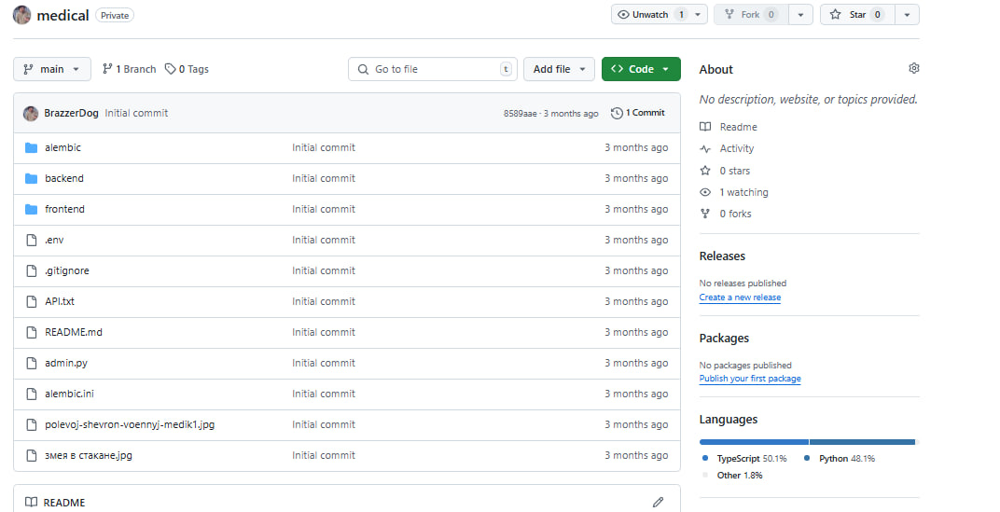 medical Private Unwatch 1 Fork 0 Star 0
main 1 Branch 0 Tags Go to file t Add file Code
BrazzerDog Initial commit 8589aae · 3 months ago 1 Commit
alembic Initial commit 3 months ago
backend Initial commit 3 months ago
frontend Initial commit 3 months ago
.env Initial commit 3 months ago
.gitignore Initial commit 3 months ago
API.txt Initial commit 3 months ago
README.md Initial commit 3 months ago
admin.py Initial commit 3 months ago
alembic.ini Initial commit 3 months ago
polevoj-shevron-voennyj-medik1.jpg Initial commit 3 months ago
змея в стакане.jpg Initial commit 3 months ago
README
About
No description, website, or topics provided.
Readme
Activity
0 stars
1 watching
0 forks
Releases
No releases published
Create a new release
Packages
No packages published
Publish your first package
Languages
TypeScript 50.1% Python 48.1%
Other 1.8%